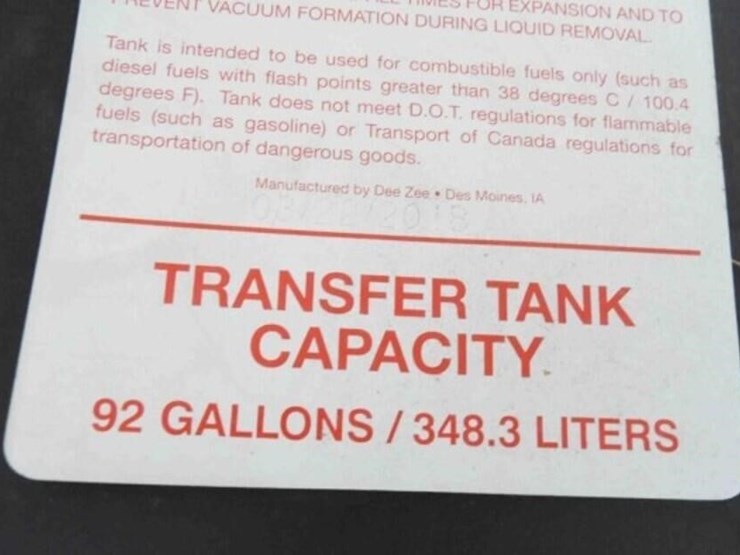 TIMES FOR EXPANSION AND TO
PREVENT VACUUM FORMATION DURING LIQUID REMOVAL.
Tank is intended to be used for combustible fuels only (such as
diesel fuels with flash points greater than 38 degrees C / 100.4
degrees F). Tank does not meet D.O.T. regulations for flammable
fuels (such as gasoline) or Transport of Canada regulations for
transportation of dangerous goods.
Manufactured by Dee Zee • Des Moines, IA
TRANSFER TANK
CAPACITY
92 GALLONS / 348.3 LITERS